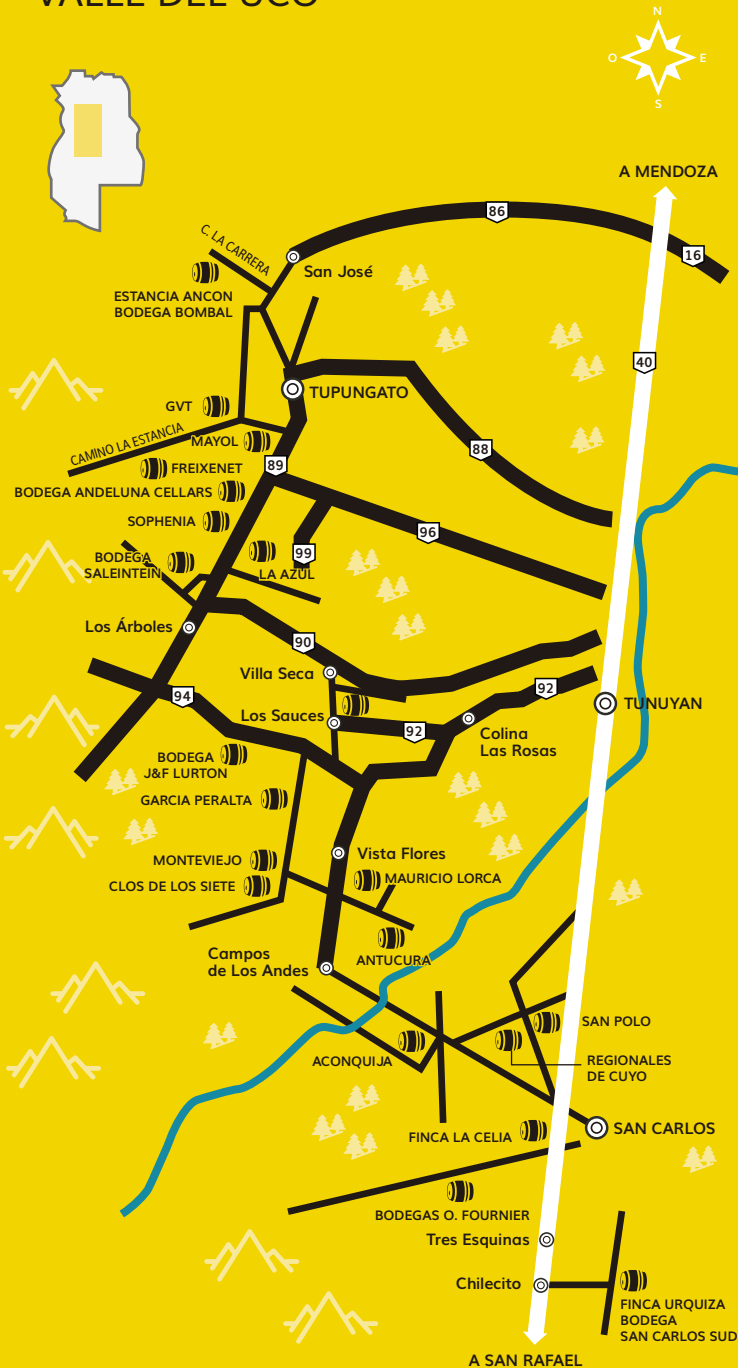 VALLE DEL UCO
N
O
E
S
A MENDOZA
86
16
C. LA CARRERA
San José
ESTANCIA ANCON
BODEGA BOMBAL
40
TUPUNGATO
GVT
CAMINO LA ESTANCIA
MAYOL
88
89
FREIXENET
BODEGA ANDELUNA CELLARS
SOPHENIA
96
99
BODEGA
SALEINTEIN
LA AZUL
Los Árboles
90
Villa Seca
94
92
TUNUYAN
Los Sauces
92
Colina
Las Rosas
BODEGA
J&F LURTON
GARCIA PERALTA
Vista Flores
MONTEVIEJO
MAURICIO LORCA
CLOS DE LOS SIETE
ANTUCURA
Campos
de Los Andes
SAN POLO
ACONQUIJA
REGIONALES
DE CUYO
SAN CARLOS
FINCA LA CELIA
BODEGAS O. FOURNIER
Tres Esquinas
Chilecito
FINCA URQUIZA
BODEGA
SAN CARLOS SUD
A SAN RAFAEL